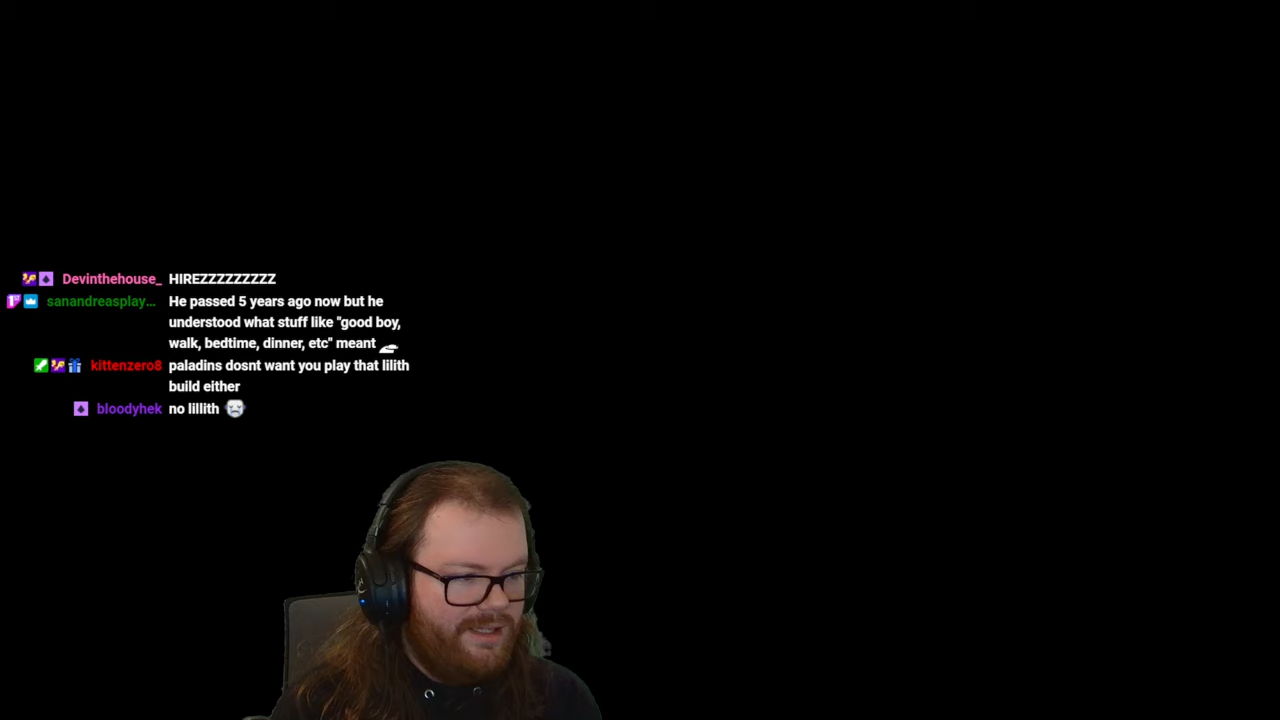 Devinthehouse_ HIREZZZZZZZZZ
sanandreasplay... He passed 5 years ago now but he
understood what stuff like "good boy,
walk, bedtime, dinner, etc" meant
kittenzero8 paladins dosnt want you play that lilith
build either
bloodyhek no lillith